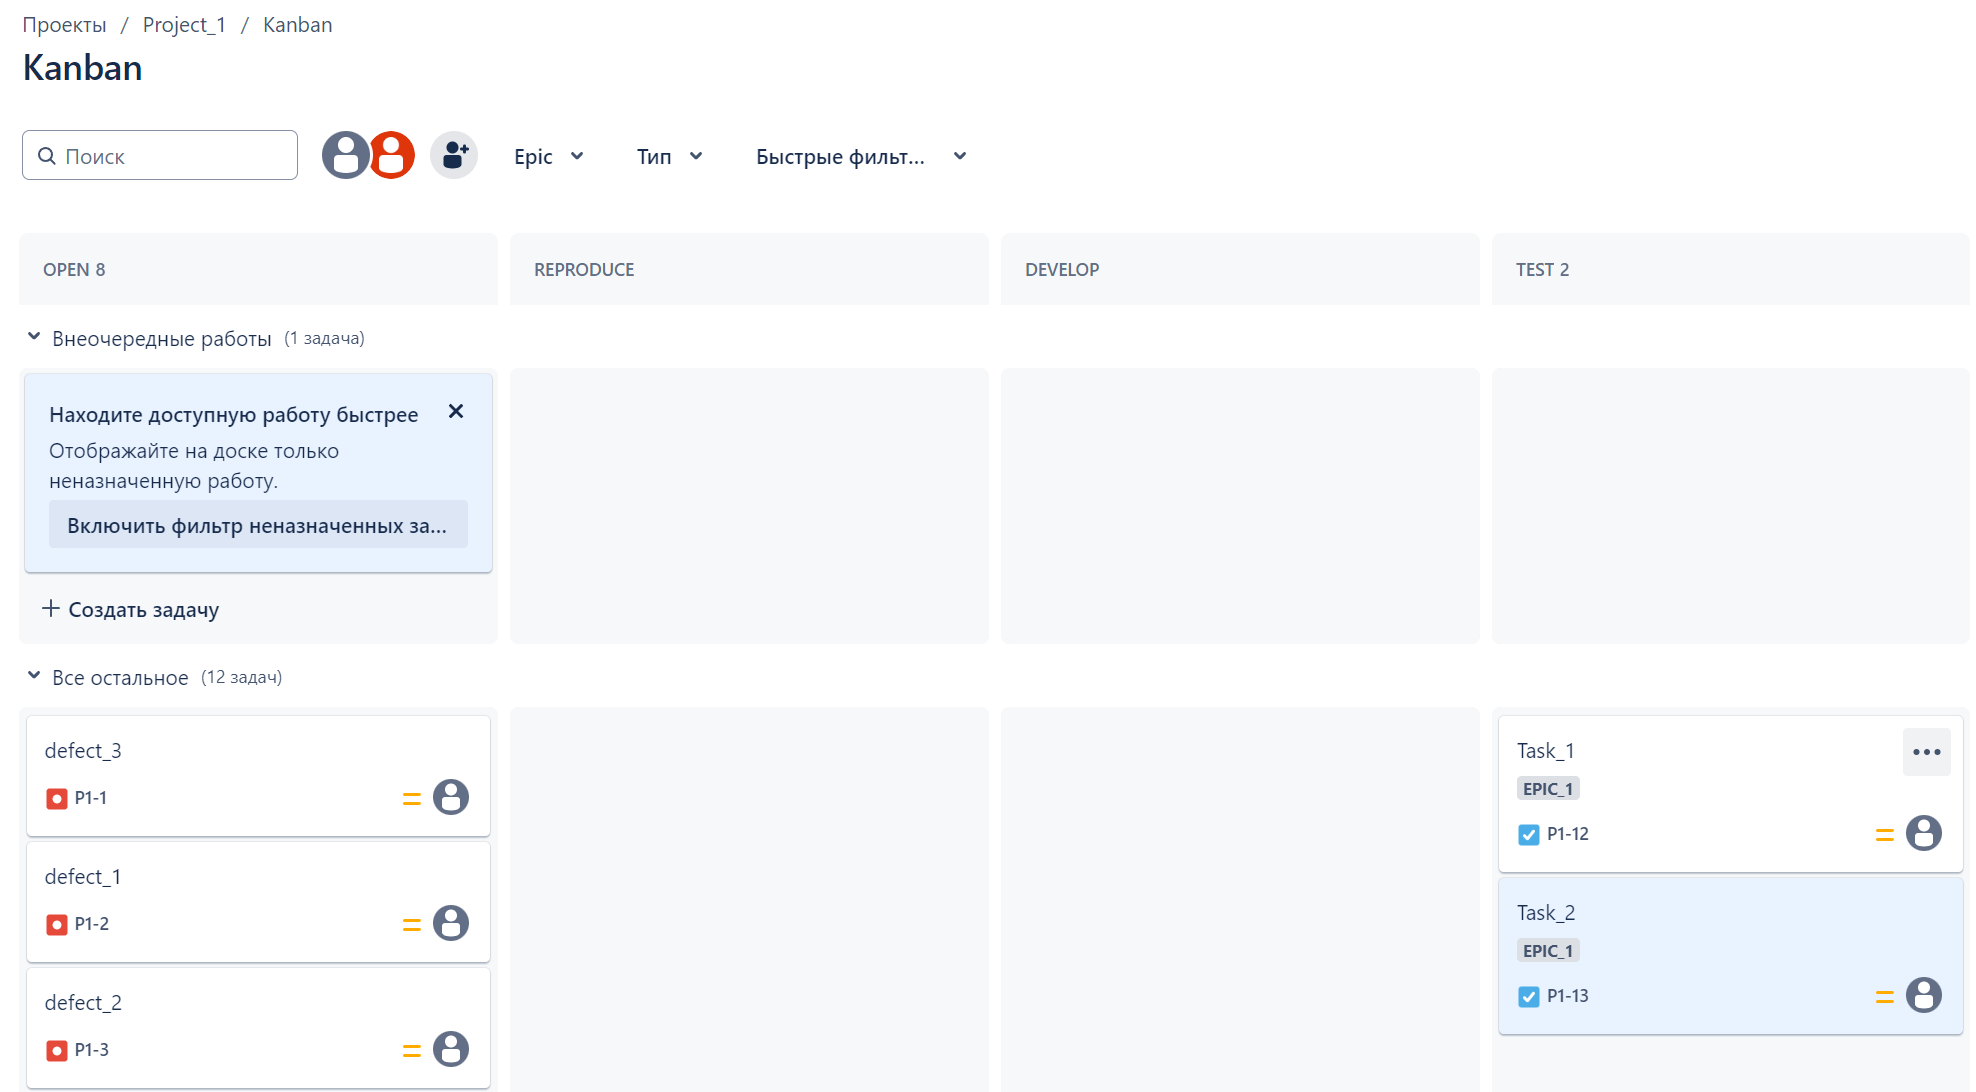 Проекты / Project_1 / Kanban
Kanban
Поиск
Epic
Тип
Быстрые фильт...
OPEN 8
REPRODUCE
DEVELOP
TEST 2
Внеочередные работы (1 задача)
Находите доступную работу быстрее
Отображайте на доске только
неназначенную работу.
Включить фильтр неназначенных за...
+ Создать задачу
Все остальное (12 задач)
defect_3
P1-1
defect_1
P1-2
defect_2
P1-3
Task_1
EPIC_1
P1-12
Task_2
EPIC_1
P1-13